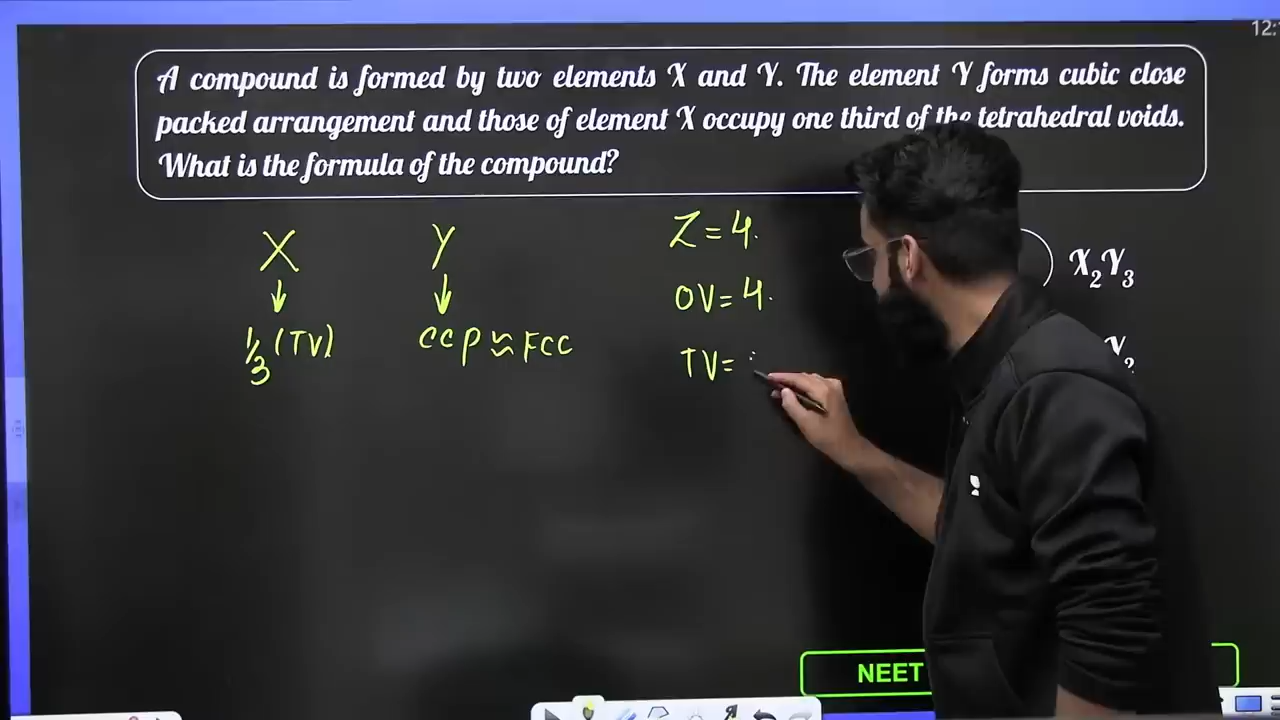 12:
A compound is formed by two elements X and Y. The element Y forms cubic close
packed arrangement and those of element X occupy one third of the tetrahedral voids.
What is the formula of the compound?
X Y Z = 4.
↓ ↓ OV = 4.
1/3 (TV) ccp ≈ FCC TV =
X₂Y₃
NEET